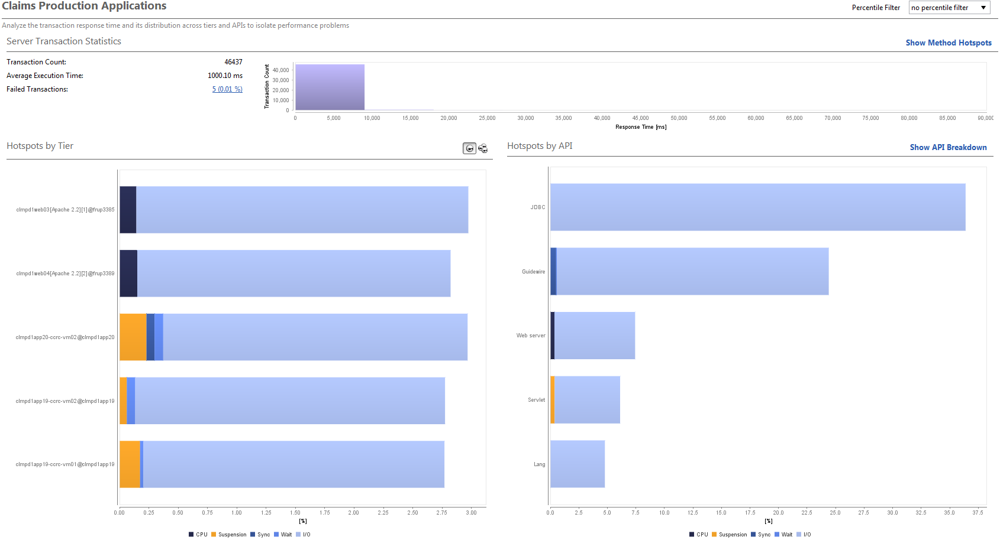 Claims Production Applications
Percentile Filter no percentile filter
Analyze the transaction response time and its distribution across tiers and APIs to isolate performance problems
Server Transaction Statistics
Show Method Hotspots
Transaction Count: 46437
Average Execution Time: 1000.10 ms
Failed Transactions: 5 (0.01 %)
Transaction Count
40,000
30,000
20,000
10,000
0
0 5,000 10,000 15,000 20,000 25,000 30,000 35,000 40,000 45,000 50,000 55,000 60,000 65,000 70,000 75,000 80,000 85,000 90,000
Response Time [ms]
Hotspots by Tier
clmpd1web03[Apache 2.2][1]@frup3385
clmpd1web04[Apache 2.2][2]@frup3389
clmpd1app20-ccrc-vm02@clmpd1app20
clmpd1app19-ccrc-vm02@clmpd1app19
clmpd1app19-ccrc-vm01@clmpd1app19
0.00 0.25 0.50 0.75 1.00 1.25 1.50 1.75 2.00 2.25 2.50 2.75 3.00
[%]
CPU Suspension Sync Wait I/O
Hotspots by API
Show API Breakdown
JDBC
Guidewire
Web server
Servlet
Lang
0.0 2.5 5.0 7.5 10.0 12.5 15.0 17.5 20.0 22.5 25.0 27.5 30.0 32.5 35.0 37.5
[%]
CPU Suspension Sync Wait I/O